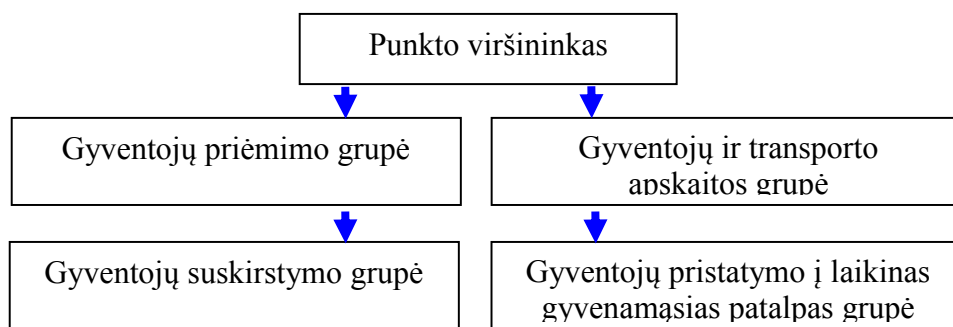 Punkto viršininkas
Gyventojų priėmimo grupė
Gyventojų ir transporto
apskaitos grupė
Gyventojų suskirstymo grupė
Gyventojų pristatymo į laikinas
gyvenamąsias patalpas grupė